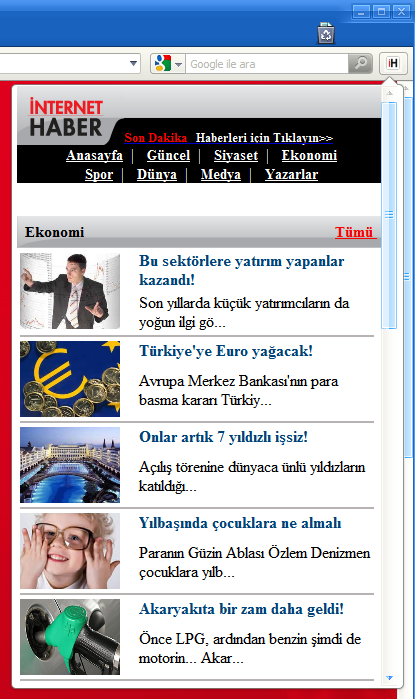 Google ile ara
iH
İNTERNET
HABER
Son Dakika Haberleri için Tıklayın>>
Anasayfa | Güncel | Siyaset | Ekonomi
Spor | Dünya | Medya | Yazarlar
Ekonomi Tümü
Bu sektörlere yatırım yapanlar
kazandı!
Son yıllarda küçük yatırımcıların da
yoğun ilgi gö...
Türkiye'ye Euro yağacak!
Avrupa Merkez Bankası'nın para
basma kararı Türkiy...
Onlar artık 7 yıldızlı işsiz!
Açılış törenine dünyaca ünlü yıldızların
katıldığı...
Yılbaşında çocuklara ne almalı
Paranın Güzin Ablası Özlem Denizmen
çocuklara yılb...
Akaryakıta bir zam daha geldi!
Önce LPG, ardından benzin şimdi de
motorin... Akar...